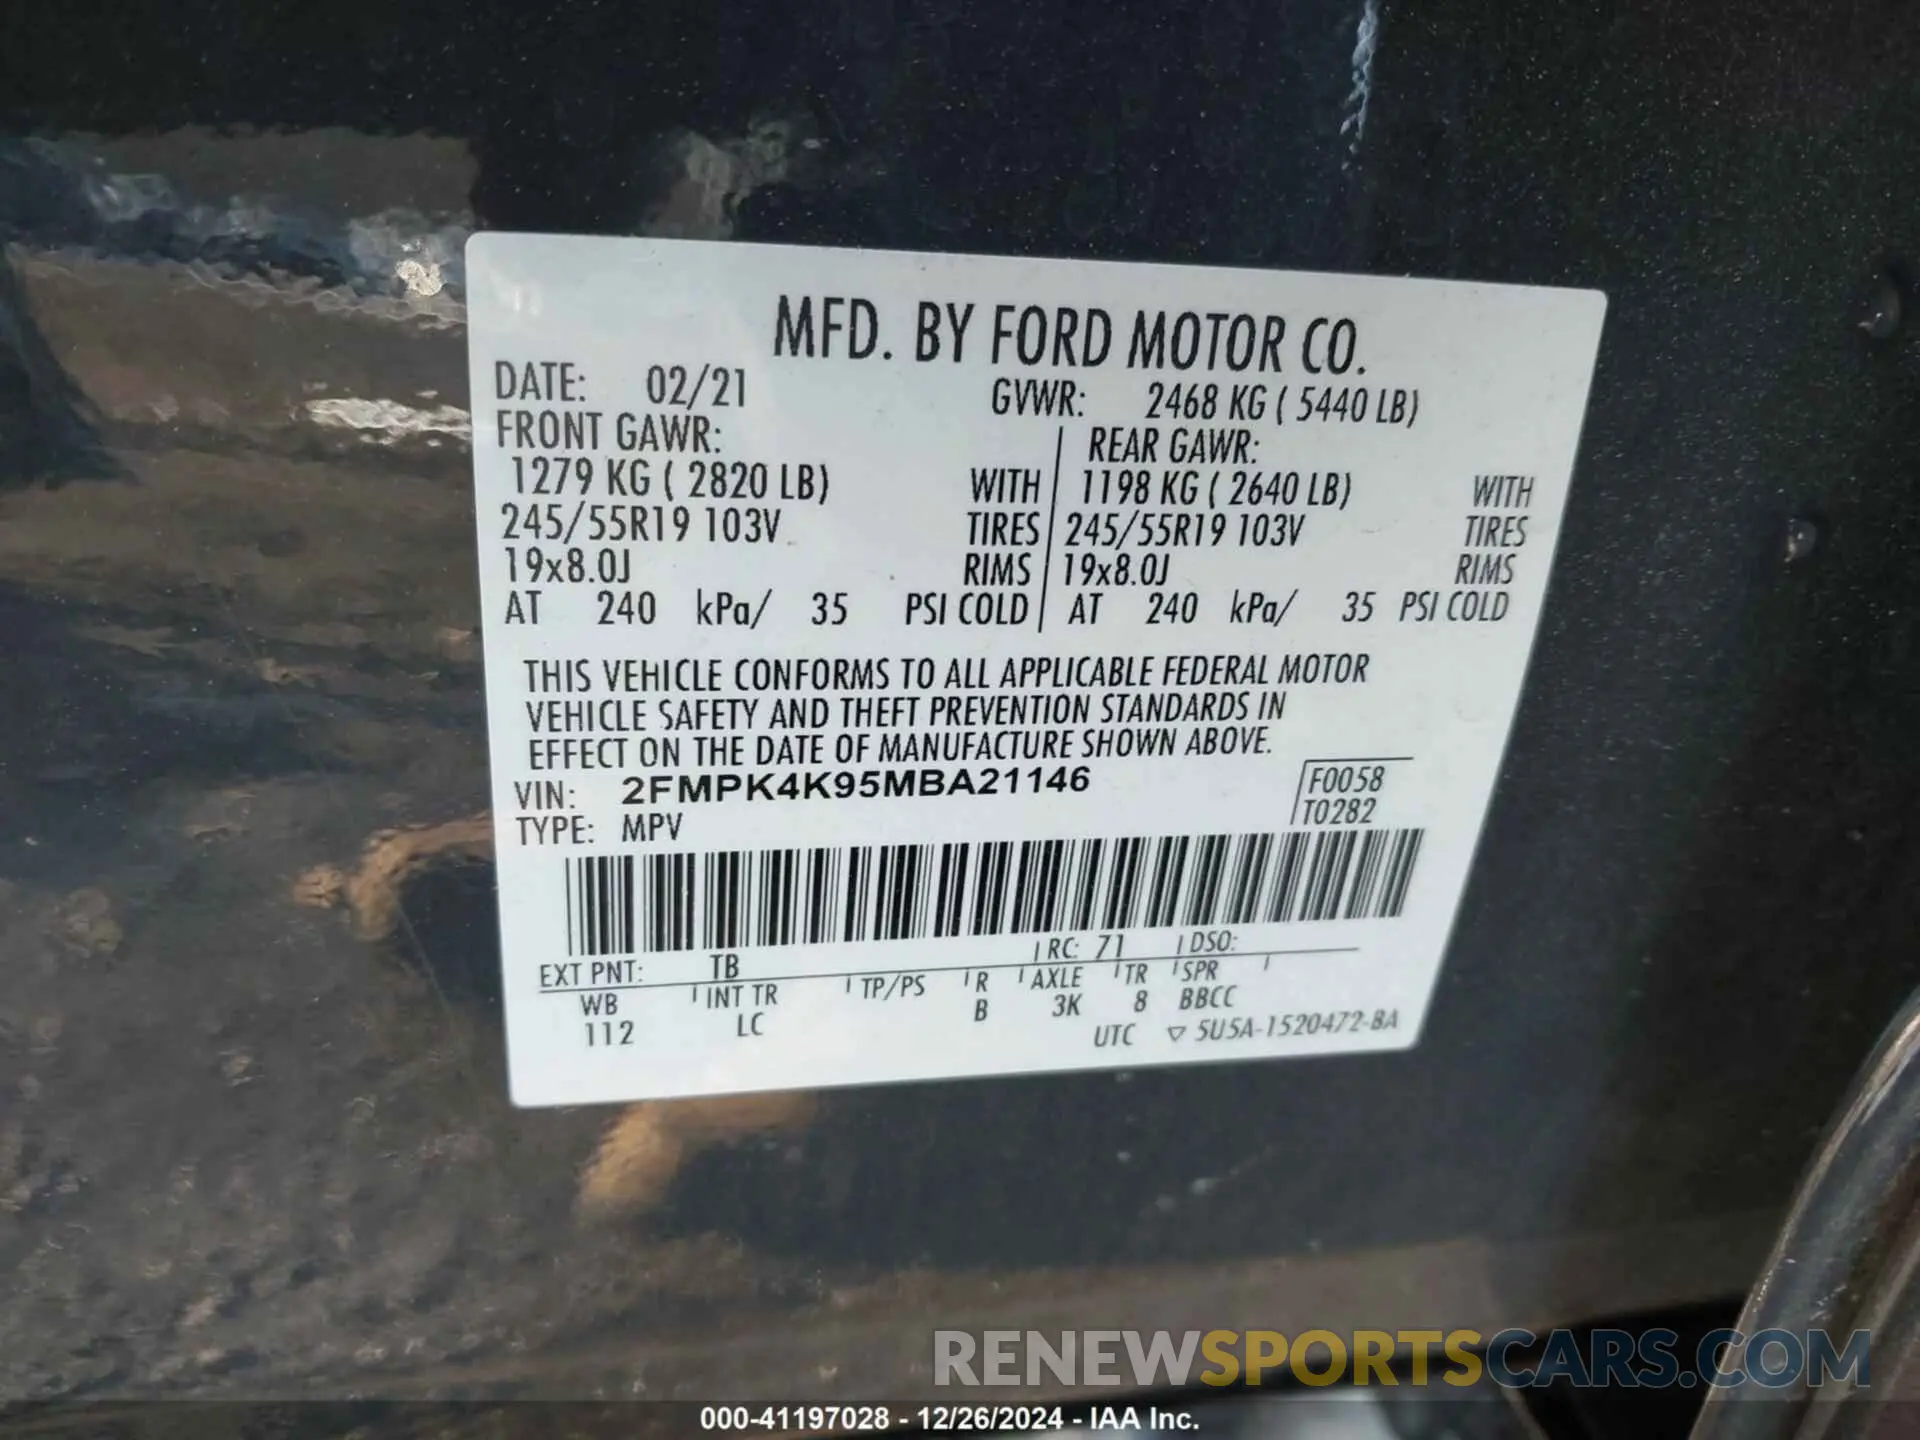 MFD. BY FORD MOTOR CO.
DATE: 02/21 GVWR: 2468 KG ( 5440 LB)
FRONT GAWR: REAR GAWR:
1279 KG ( 2820 LB) WITH 1198 KG ( 2640 LB) WITH
245/55R19 103V TIRES 245/55R19 103V TIRES
19x8.0J RIMS 19x8.0J RIMS
AT 240 kPa/ 35 PSI COLD AT 240 kPa/ 35 PSI COLD
THIS VEHICLE CONFORMS TO ALL APPLICABLE FEDERAL MOTOR
VEHICLE SAFETY AND THEFT PREVENTION STANDARDS IN
EFFECT ON THE DATE OF MANUFACTURE SHOWN ABOVE.
VIN: 2FMPK4K95MBA21146 F0058
TYPE: MPV T0282
EXT PNT: TB RC: 71 DSO:
WB INT TR TP/PS R AXLE TR SPR
112 LC B 3K 8 BBCC
UTC ▽ 5U5A-1520472-BA
RENEWSPORTSCARS.COM
000-41197028 - 12/26/2024 - IAA Inc.